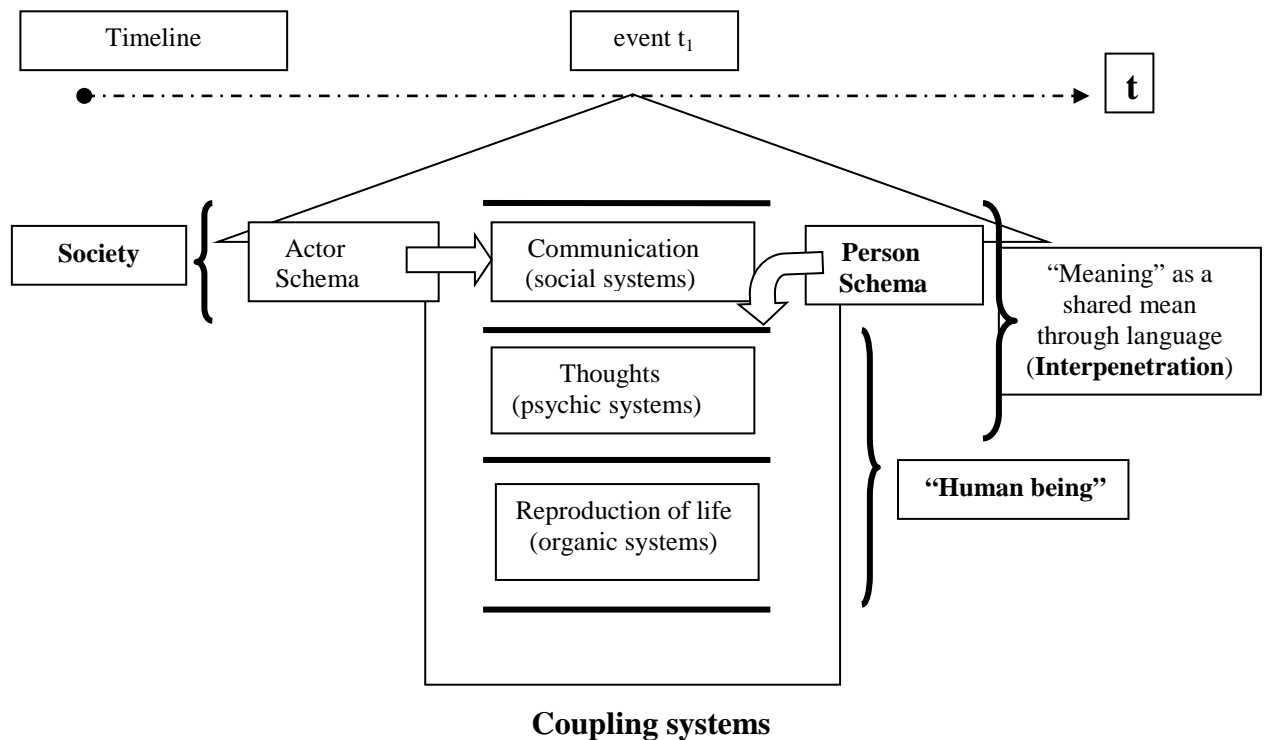 Timeline
event t₁
t
Society
Actor
Schema
Communication
(social systems)
Person
Schema
“Meaning” as a
shared mean
through language
(Interpenetration)
Thoughts
(psychic systems)
“Human being”
Reproduction of life
(organic systems)
Coupling systems